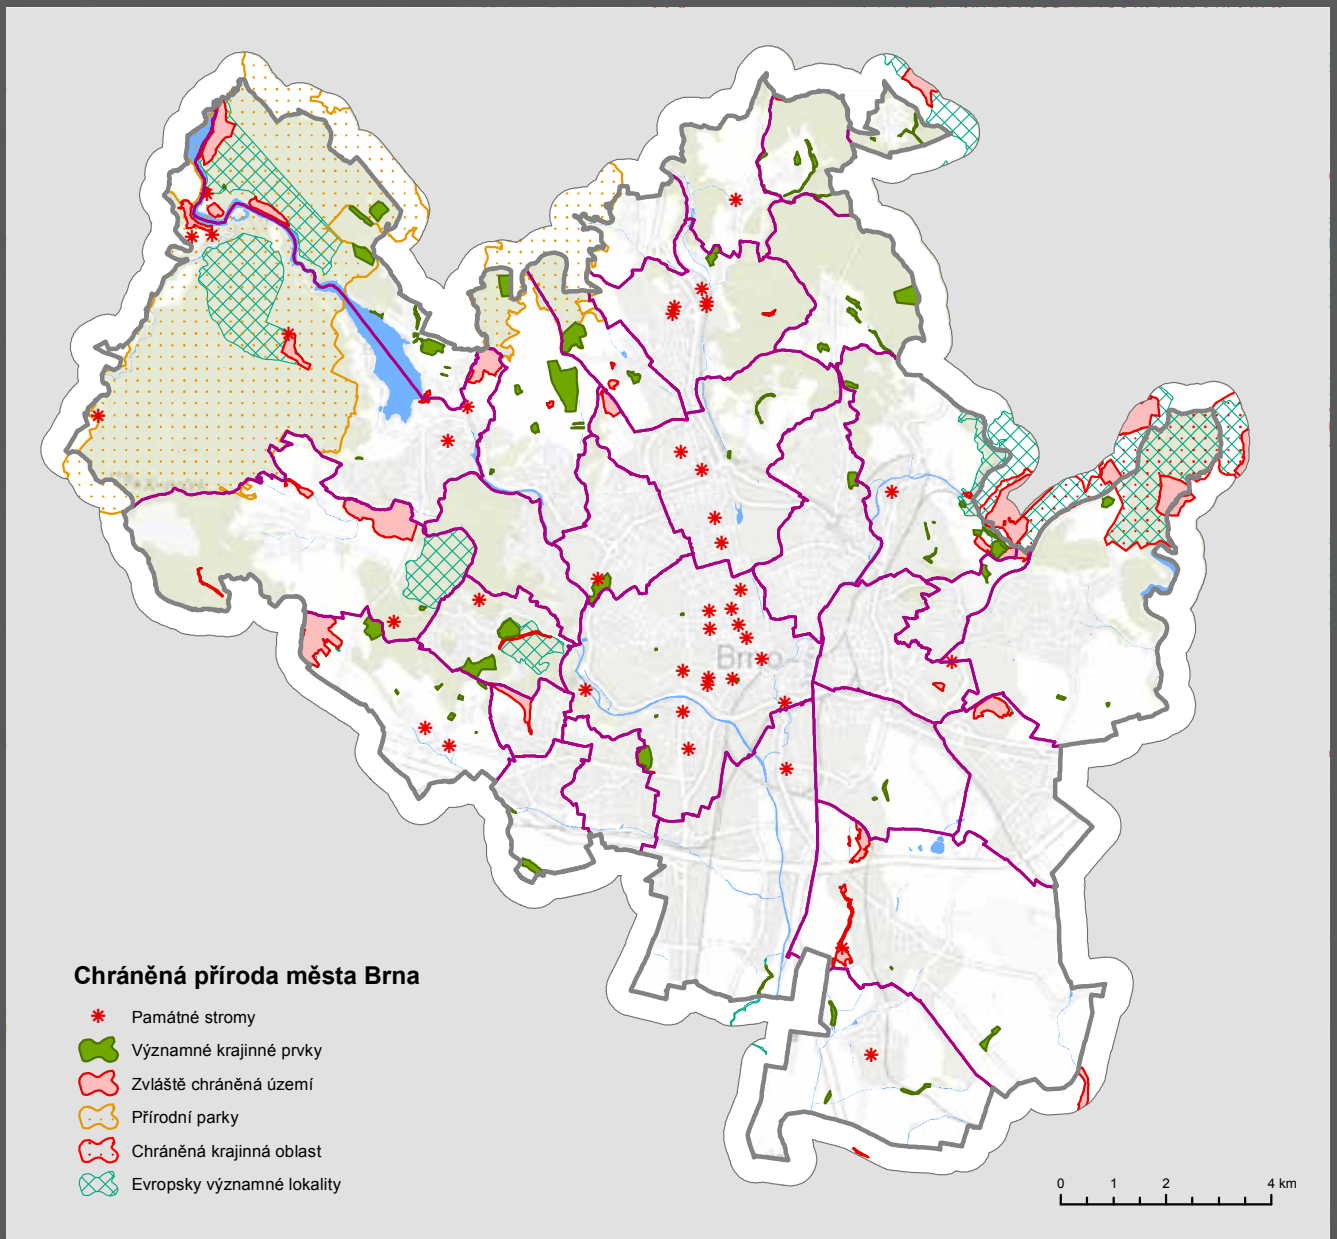 Brno
Chráněná příroda města Brna
Památné stromy
Významné krajinné prvky
Zvláště chráněná území
Přírodní parky
Chráněná krajinná oblast
Evropsky významné lokality
0 1 2 4 km